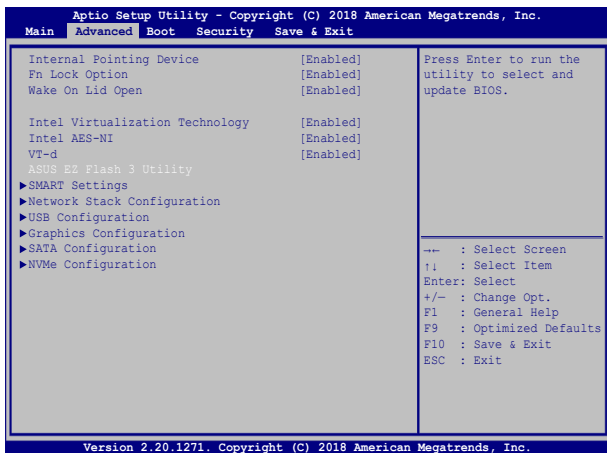 Aptio Setup Utility - Copyright (C) 2018 American Megatrends, Inc.
Main Advanced Boot Security Save & Exit
Internal Pointing Device [Enabled]
Fn Lock Option [Enabled]
Wake On Lid Open [Enabled]
Intel Virtualization Technology [Enabled]
Intel AES-NI [Enabled]
VT-d [Enabled]
ASUS EZ Flash 3 Utility
▶SMART Settings
▶Network Stack Configuration
▶USB Configuration
▶Graphics Configuration
▶SATA Configuration
▶NVMe Configuration
Press Enter to run the
utility to select and
update BIOS.
→← : Select Screen
↑↓ : Select Item
Enter: Select
+/— : Change Opt.
F1 : General Help
F9 : Optimized Defaults
F10 : Save & Exit
ESC : Exit
Version 2.20.1271. Copyright (C) 2018 American Megatrends, Inc.